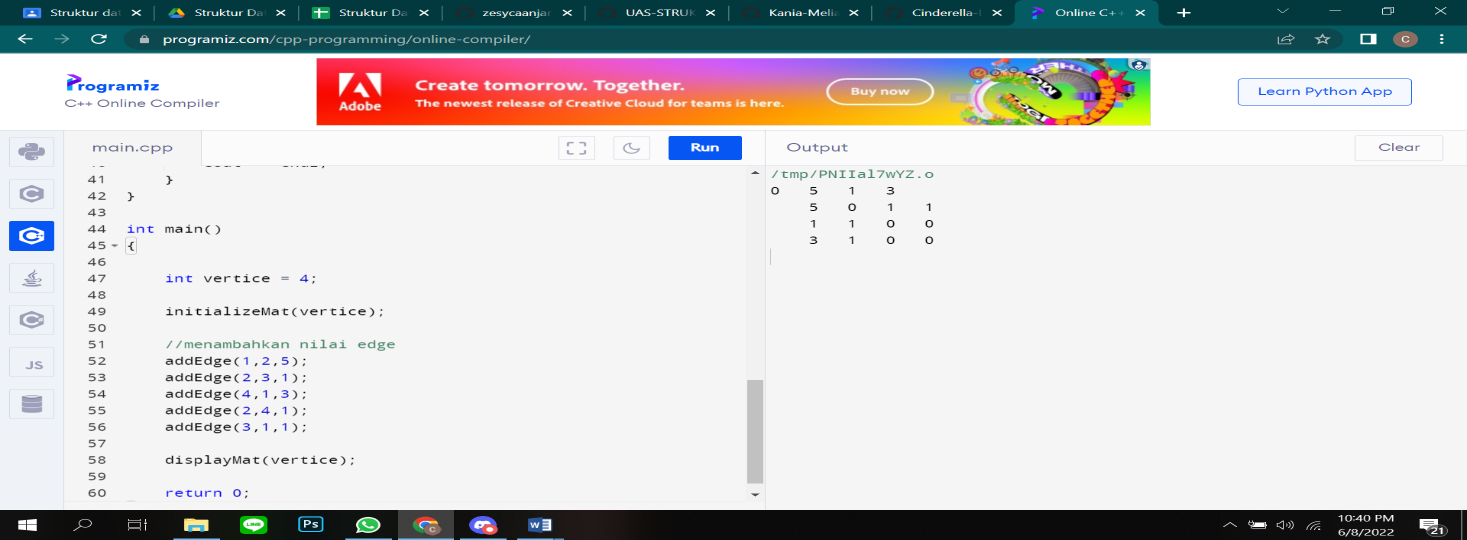 Struktur dat
Struktur Da
Struktur Da
zesycaanjar
UAS-STRUK
Kania-Melia
Cinderella-
Online C++
programiz.com/cpp-programming/online-compiler/
C
Programiz
C++ Online Compiler
Adobe
Create tomorrow. Together.
The newest release of Creative Cloud for teams is here.
Buy now
Learn Python App
main.cpp
Run
Output
Clear
41 }
42 }
43
44 int main()
45 {
46
47 int vertice = 4;
48
49 initializeMat(vertice);
50
51 //menambahkan nilai edge
52 addEdge(1,2,5);
53 addEdge(2,3,1);
54 addEdge(4,1,3);
55 addEdge(2,4,1);
56 addEdge(3,1,1);
57
58 displayMat(vertice);
59
60 return 0;
JS
/tmp/PNIIal7wYZ.o
0 5 1 3
5 0 1 1
1 1 0 0
3 1 0 0
LINE
Ps
C
W
10:40 PM
6/8/2022
21